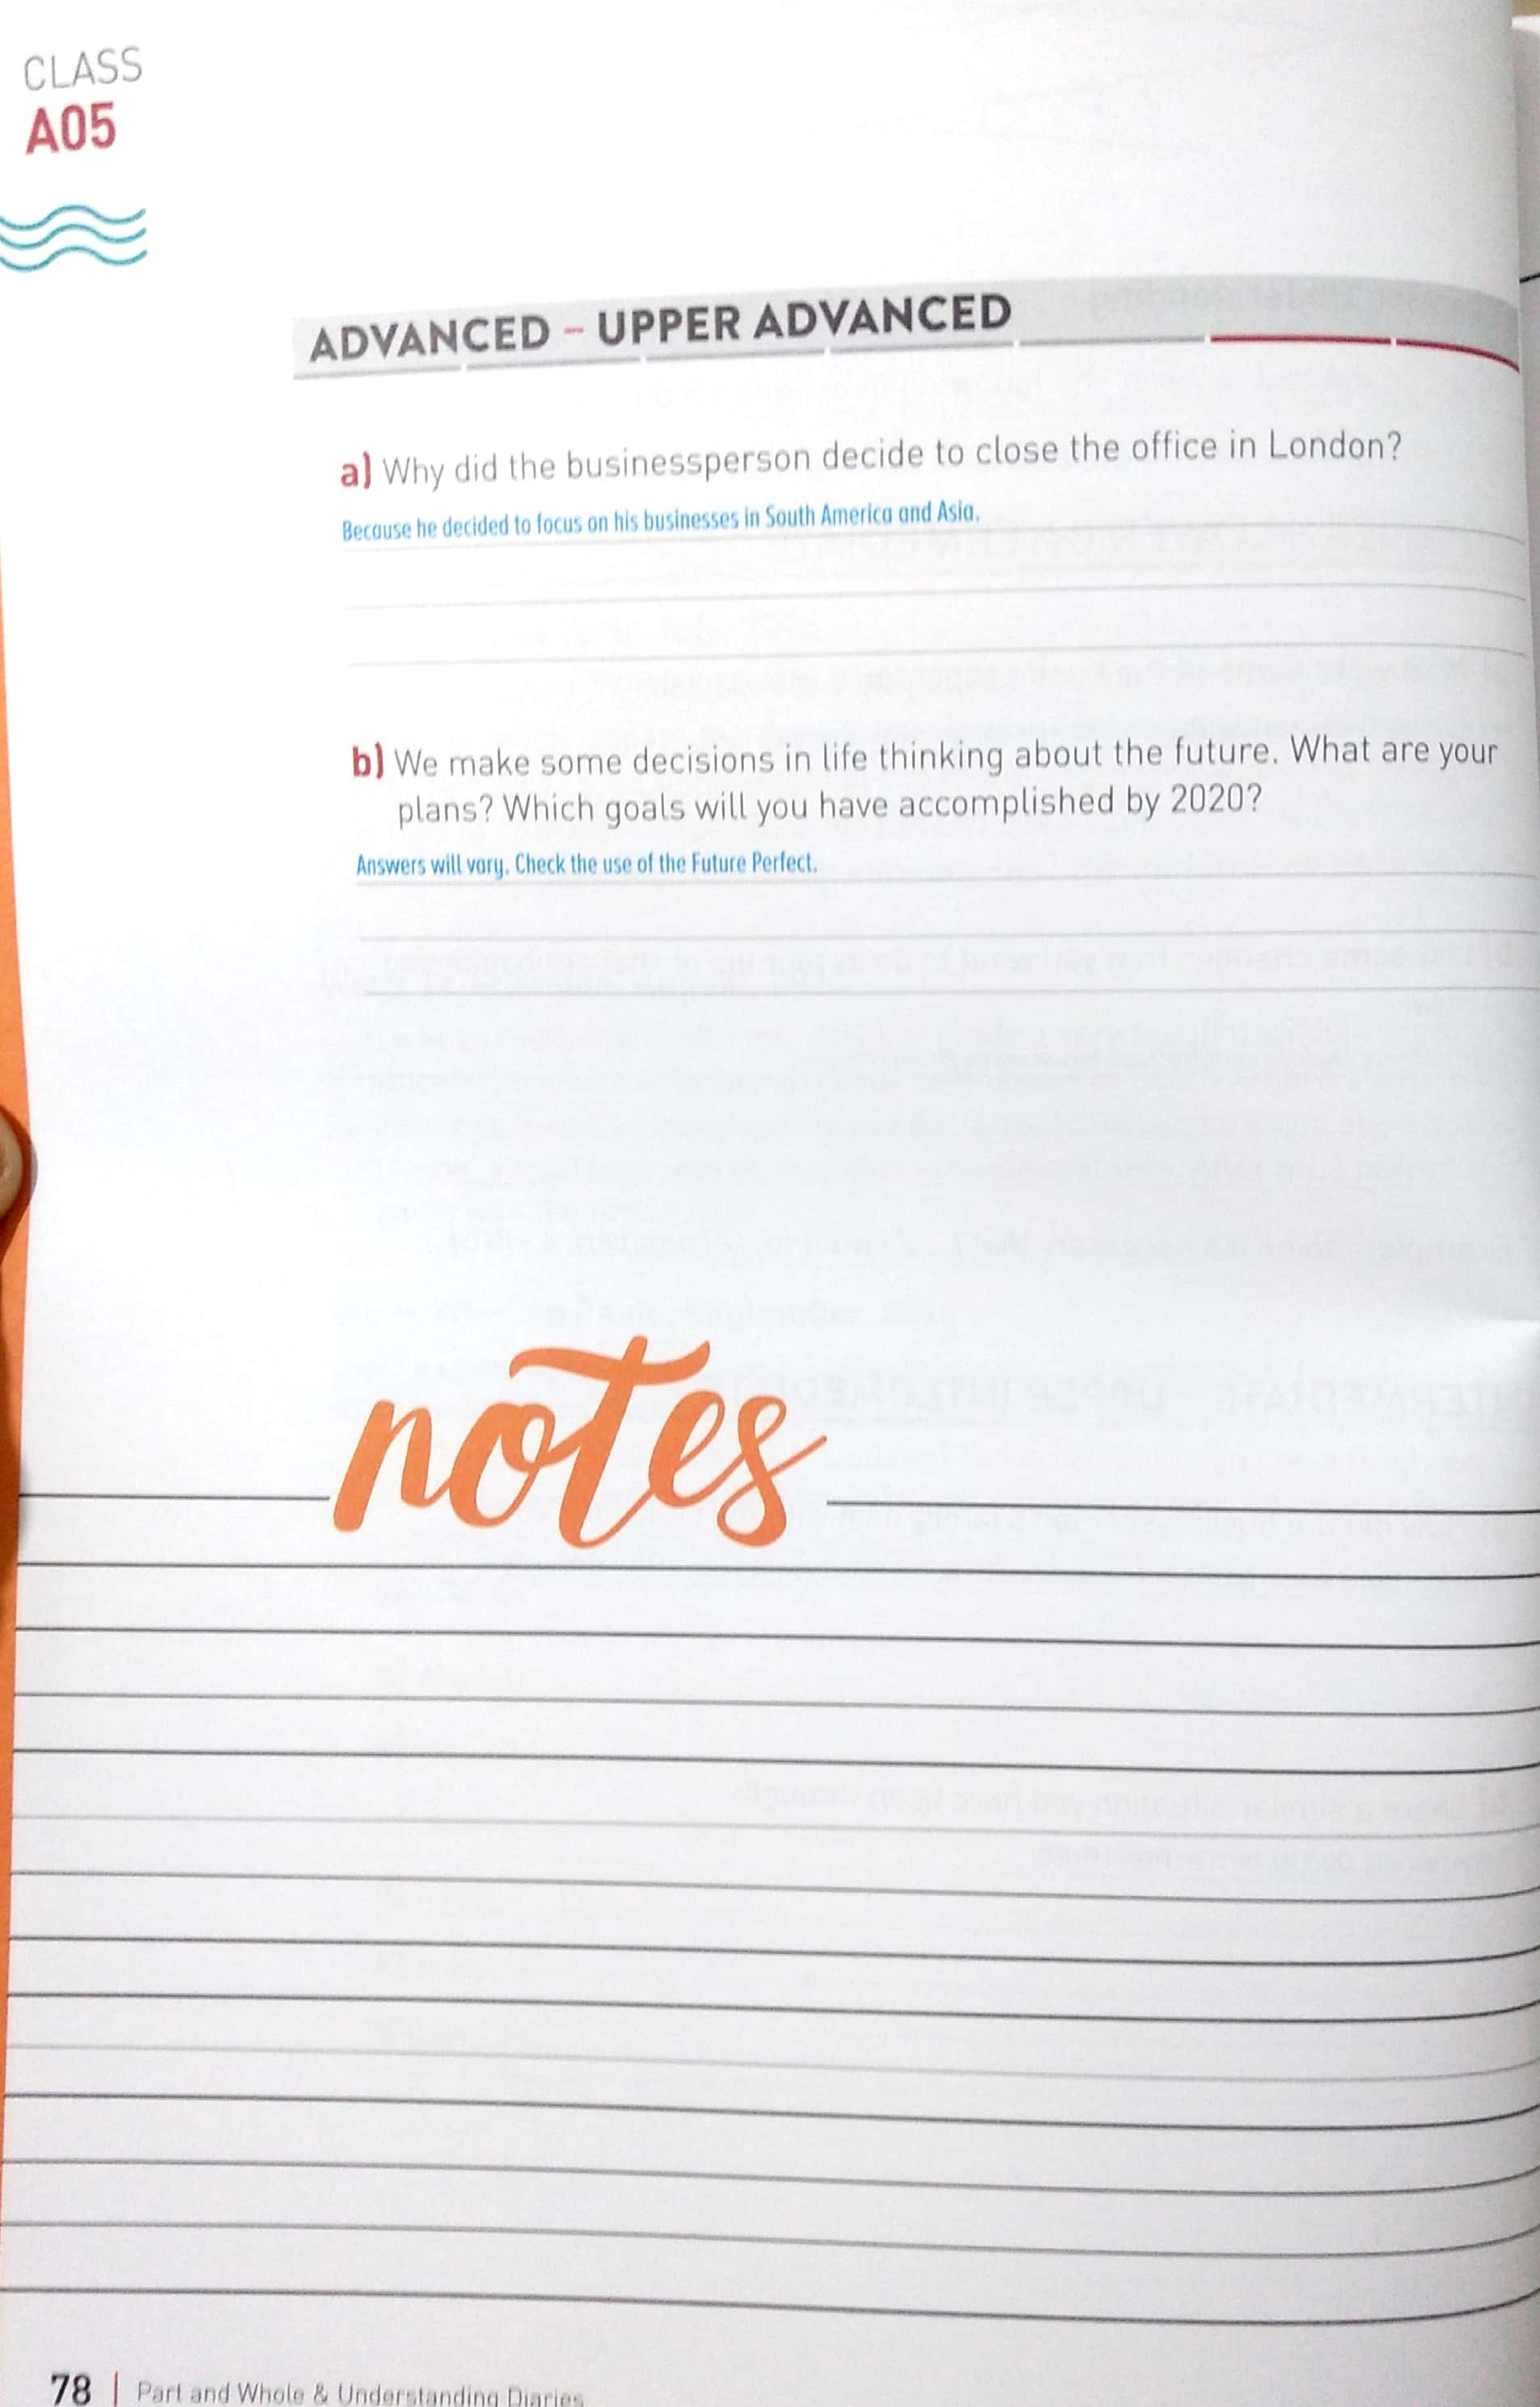 CLASS
A05
ADVANCED - UPPER ADVANCED
a) Why did the businessperson decide to close the office in London?
Because he decided to focus on his businesses in South America and Asia.
b) We make some decisions in life thinking about the future. What are your
plans? Which goals will you have accomplished by 2020?
Answers will vary. Check the use of the Future Perfect.
notes
78 | Part and Whole & Understanding Diaries